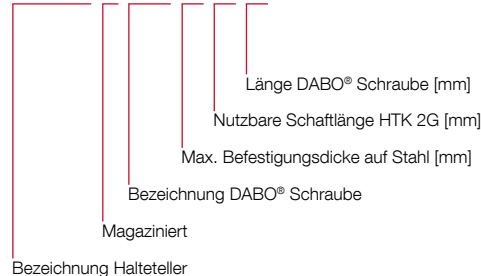 Länge DABO® Schraube [mm]
Nutzbare Schaftlänge HTK 2G [mm]
Max. Befestigungsdicke auf Stahl [mm]
Bezeichnung DABO® Schraube
Magaziniert
Bezeichnung Halteteller